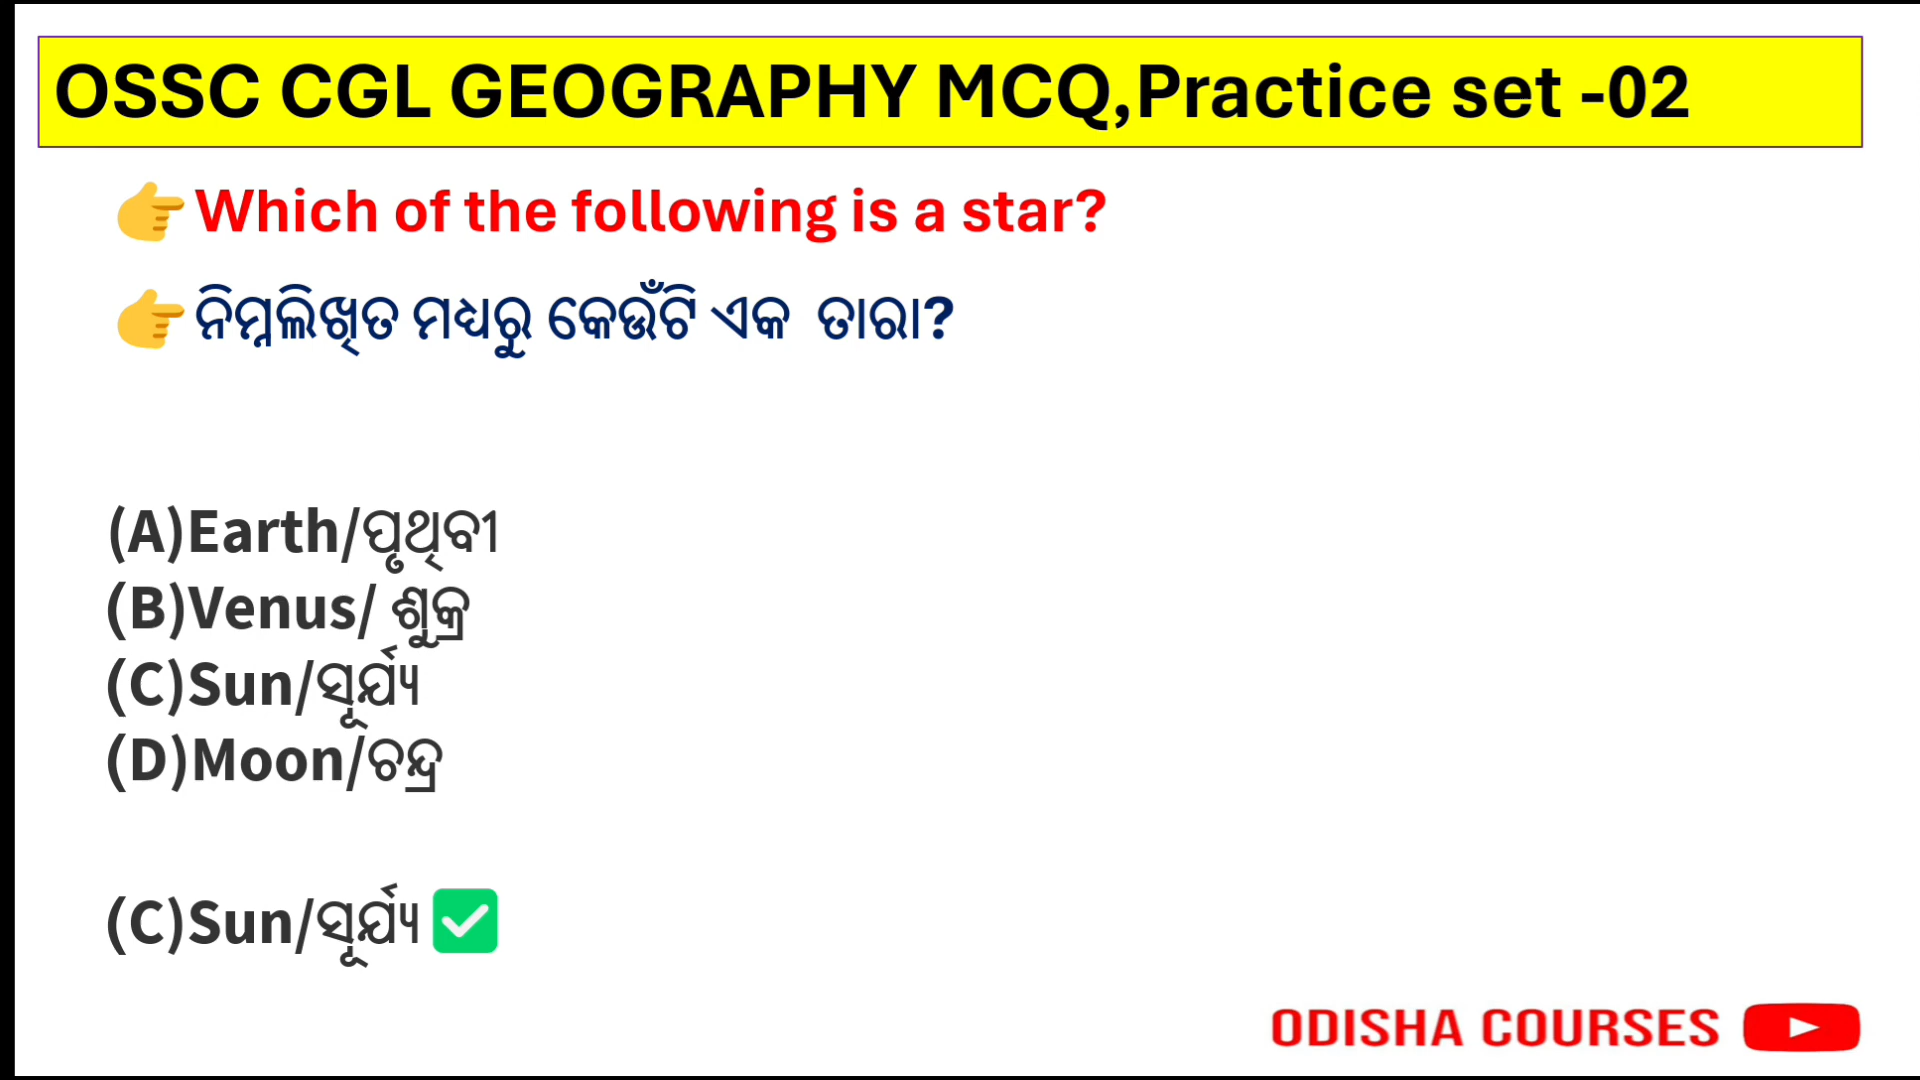 OSSC CGL GEOGRAPHY MCQ,Practice set -02
👉Which of the following is a star?
👉ନିମ୍ନଲିଖିତ ମଧ୍ୟରୁ କେଉଁଟି ଏକ ତାରା?
(A)Earth/ପୃଥିବୀ
(B)Venus/ ଶୁକ୍ର
(C)Sun/ସୂର୍ଯ୍ୟ
(D)Moon/ଚନ୍ଦ୍ର
(C)Sun/ସୂର୍ଯ୍ୟ ✅
ODISHA COURSES